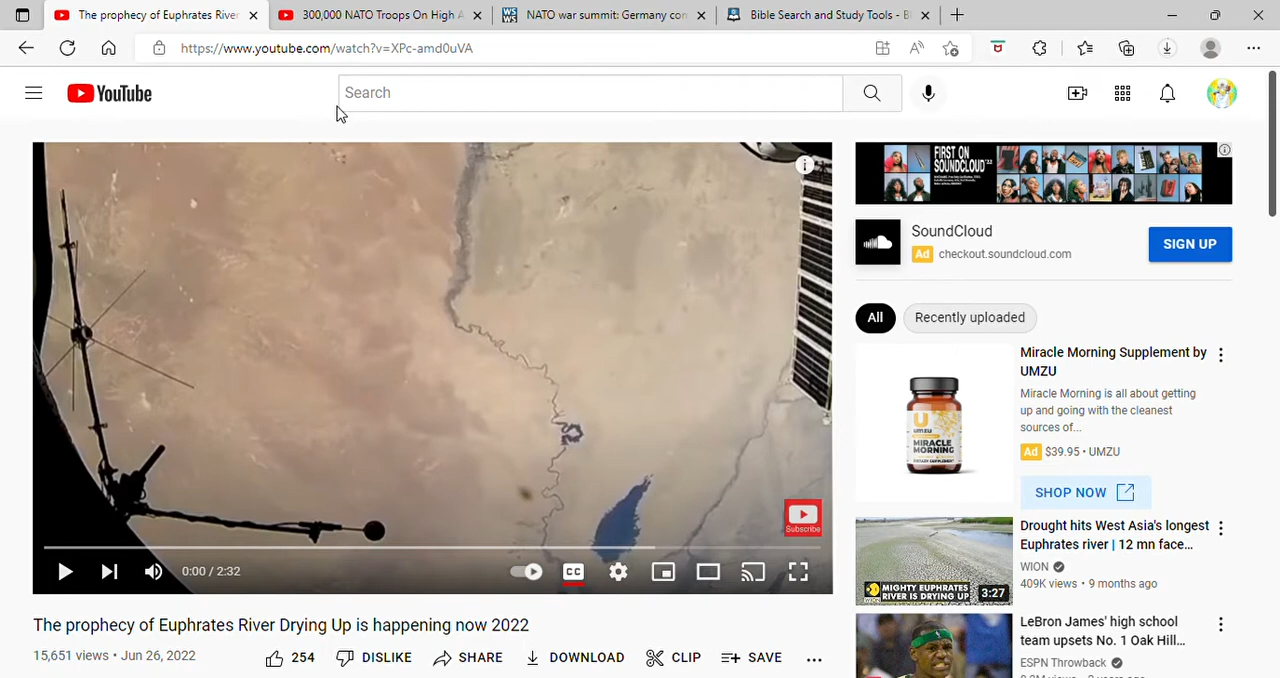 The prophecy of Euphrates River
300,000 NATO Troops On High A
NATO war summit: Germany con
Bible Search and Study Tools - Bl
https://www.youtube.com/watch?v=XPc-amd0uVA
YouTube
Search
FIRST ON
SOUNDCLOUD'22
SoundCloud
Ad checkout.soundcloud.com
SIGN UP
All
Recently uploaded
Miracle Morning Supplement by
UMZU
Miracle Morning is all about getting
up and going with the cleanest
sources of...
Ad $39.95 • UMZU
SHOP NOW
umzu
MIRACLE
MORNING
Subscribe
0:00 / 2:32
CC
The prophecy of Euphrates River Drying Up is happening now 2022
15,651 views • Jun 26, 2022
254
DISLIKE
SHARE
DOWNLOAD
CLIP
SAVE
MIGHTY EUPHRATES
RIVER IS DRYING UP
WION
3:27
Drought hits West Asia's longest
Euphrates river | 12 mn face...
WION
409K views • 9 months ago
LeBron James' high school
team upsets No. 1 Oak Hill...
ESPN Throwback